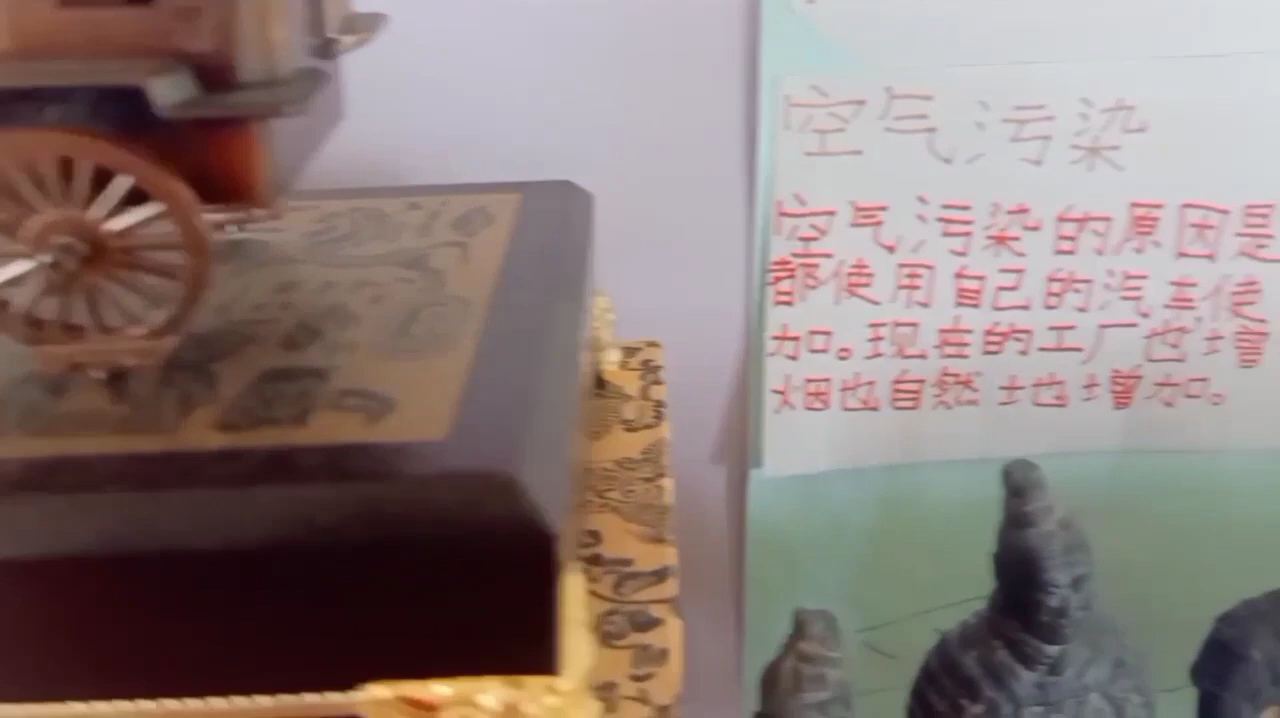 空气污染
空气污染的原因是
都使用自己的汽车使
加。现在的工厂也增
烟也自然地增加。